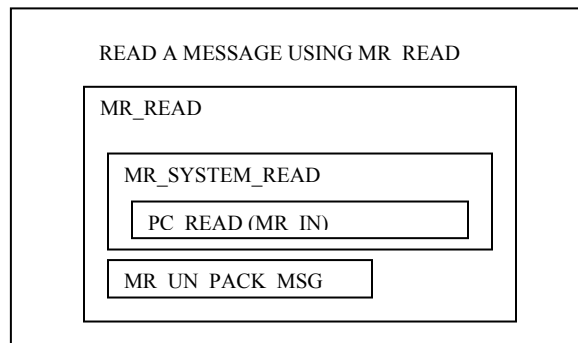 READ A MESSAGE USING MR READ
MR_READ
MR_SYSTEM_READ
PC READ (MR IN)
MR UN PACK MSG